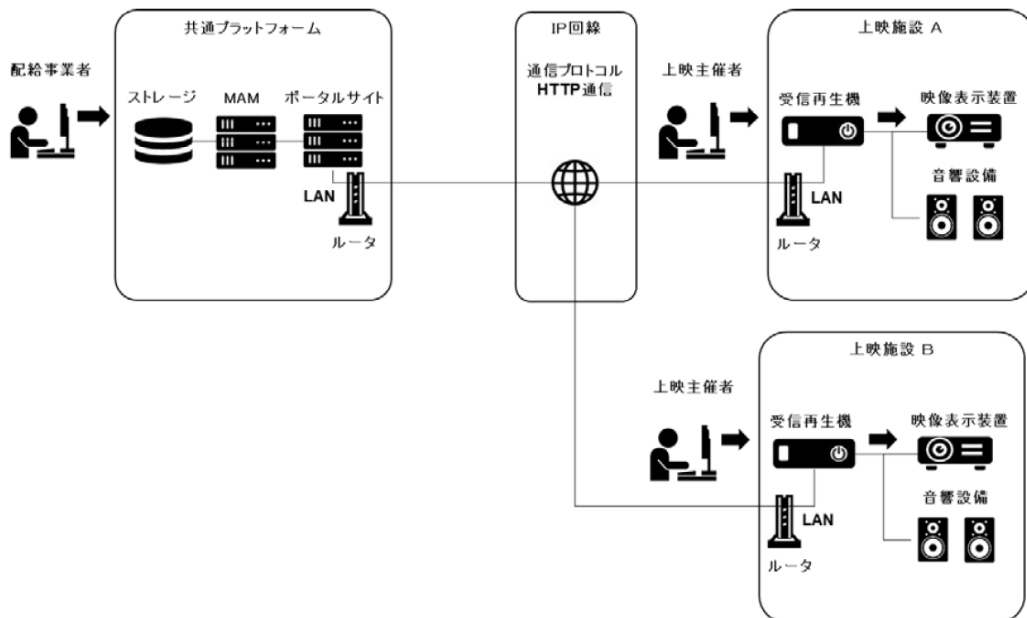 共通プラットフォーム
配給事業者
ストレージ
MAM
ポータルサイト
LAN
ルータ
IP回線
通信プロトコル
HTTP通信
上映施設 A
上映主催者
受信再生機
映像表示装置
音響設備
LAN
ルータ
上映施設 B
上映主催者
受信再生機
映像表示装置
音響設備
LAN
ルータ